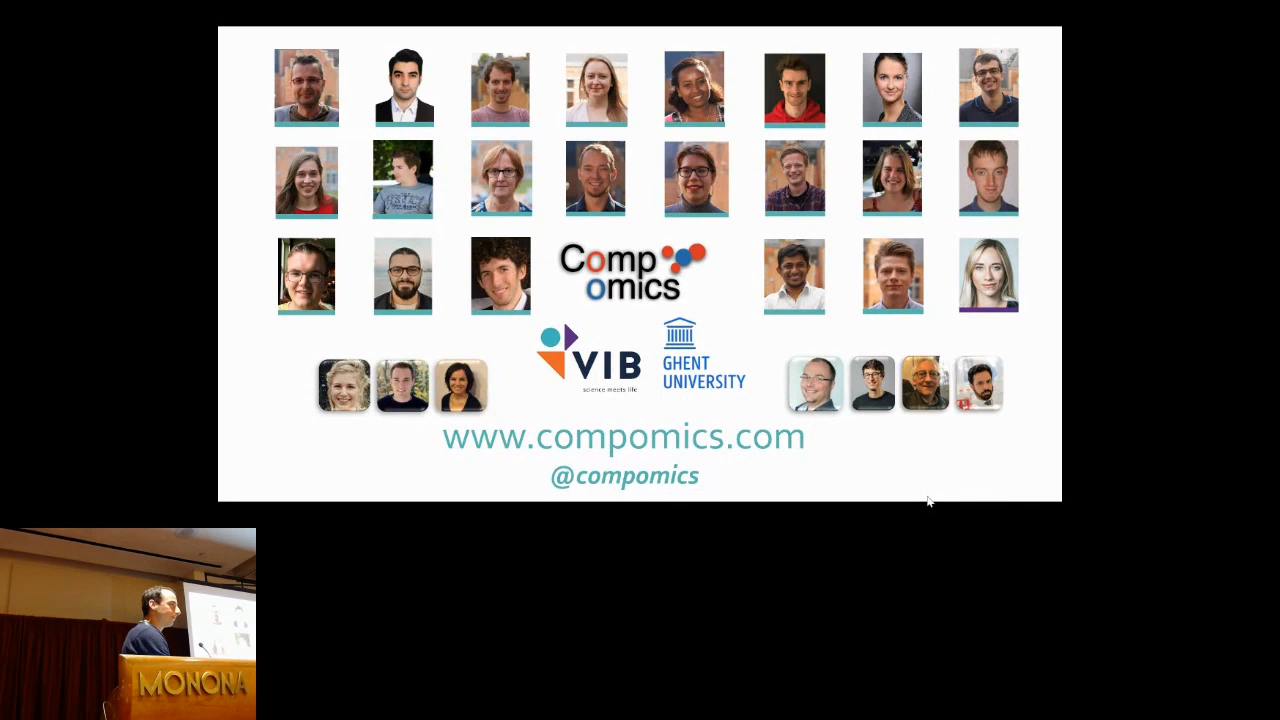 Comp
omics
VIB
science meets life
GHENT
UNIVERSITY
www.compomics.com
@compomics
MONONA